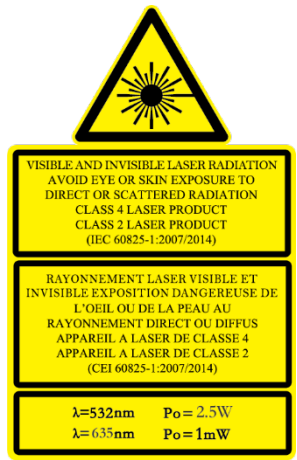 VISIBLE AND INVISIBLE LASER RADIATION
AVOID EYE OR SKIN EXPOSURE TO
DIRECT OR SCATTERED RADIATION
CLASS 4 LASER PRODUCT
CLASS 2 LASER PRODUCT
(IEC 60825-1:2007/2014)
RAYONNEMENT LASER VISIBLE ET
INVISIBLE EXPOSITION DANGEREUSE DE
L'OEIL OU DE LA PEAU AU
RAYONNEMENT DIRECT OU DIFFUS
APPAREIL A LASER DE CLASSE 4
APPAREIL A LASER DE CLASSE 2
(CEI 60825-1:2007/2014)
λ=532nm Po= 2.5W
λ=635nm Po=1mW